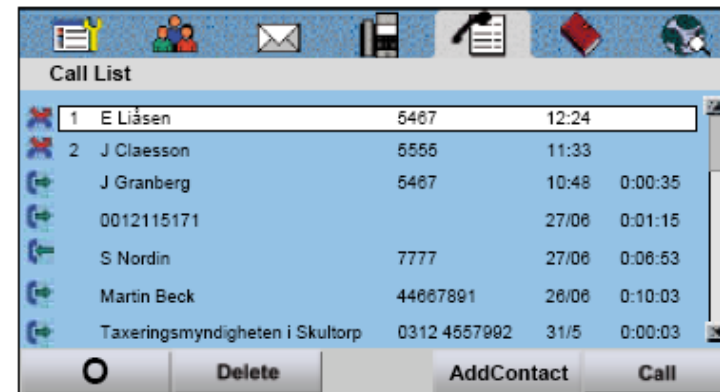 Call List
1 E Liåsen 5467 12:24
2 J Claesson 5555 11:33
J Granberg 5467 10:48 0:00:35
0012115171 27/06 0:01:15
S Nordin 7777 27/06 0:06:53
Martin Beck 44667891 26/06 0:10:03
Taxeringsmyndigheten i Skultorp 0312 4557992 31/5 0:00:03
O Delete AddContact Call